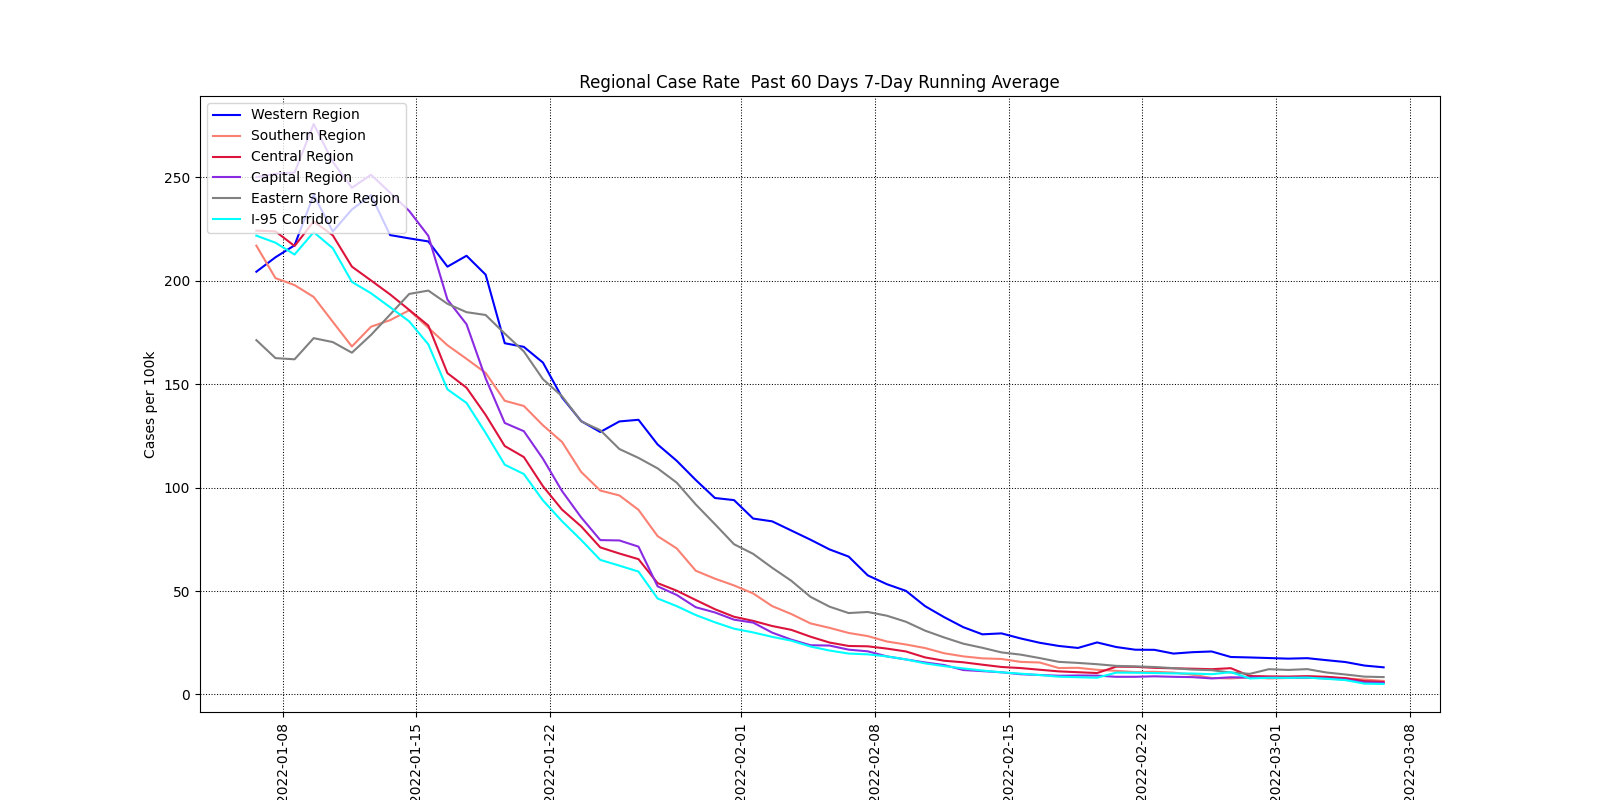 Regional Case Rate  Past 60 Days 7-Day Running Average
Western Region
Southern Region
Central Region
Capital Region
Eastern Shore Region
I-95 Corridor
Cases per 100k
250
200
150
100
50
0
2022-01-08
2022-01-15
2022-01-22
2022-02-01
2022-02-08
2022-02-15
2022-02-22
2022-03-01
2022-03-08